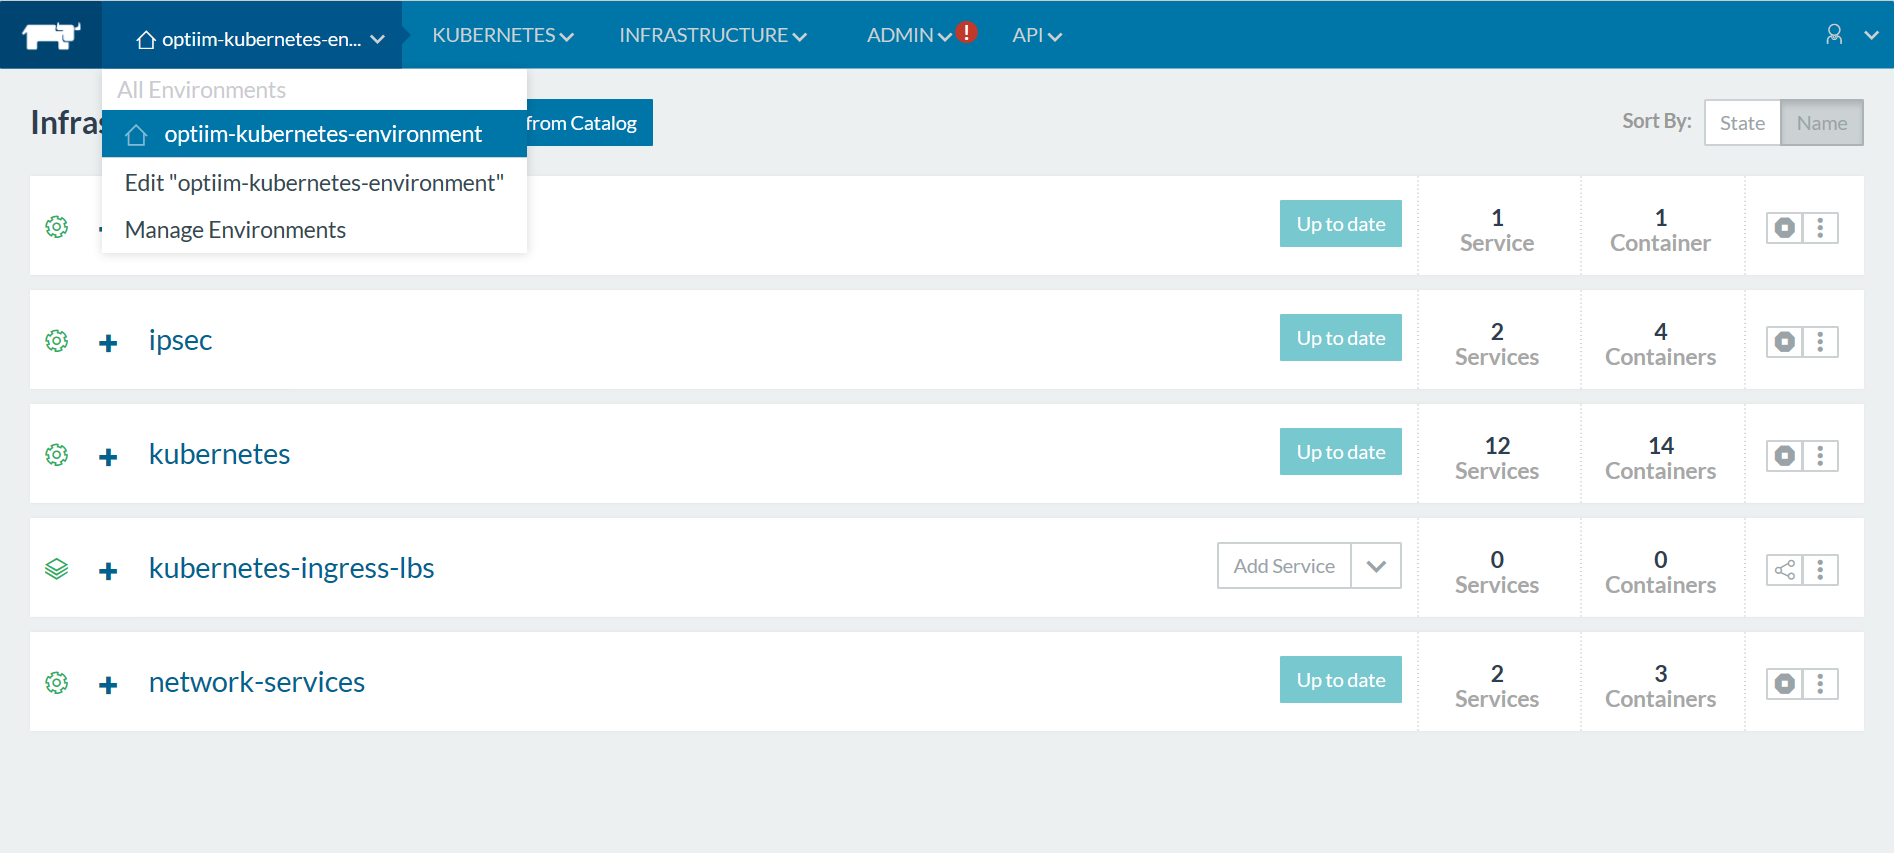 optiim-kubernetes-en... KUBERNETES INFRASTRUCTURE ADMIN ! API
All Environments
optiim-kubernetes-environment
Edit "optiim-kubernetes-environment"
Manage Environments
Infras
from Catalog
Sort By: State Name
Up to date 1 Service 1 Container
ipsec Up to date 2 Services 4 Containers
kubernetes Up to date 12 Services 14 Containers
kubernetes-ingress-lbs Add Service 0 Services 0 Containers
network-services Up to date 2 Services 3 Containers